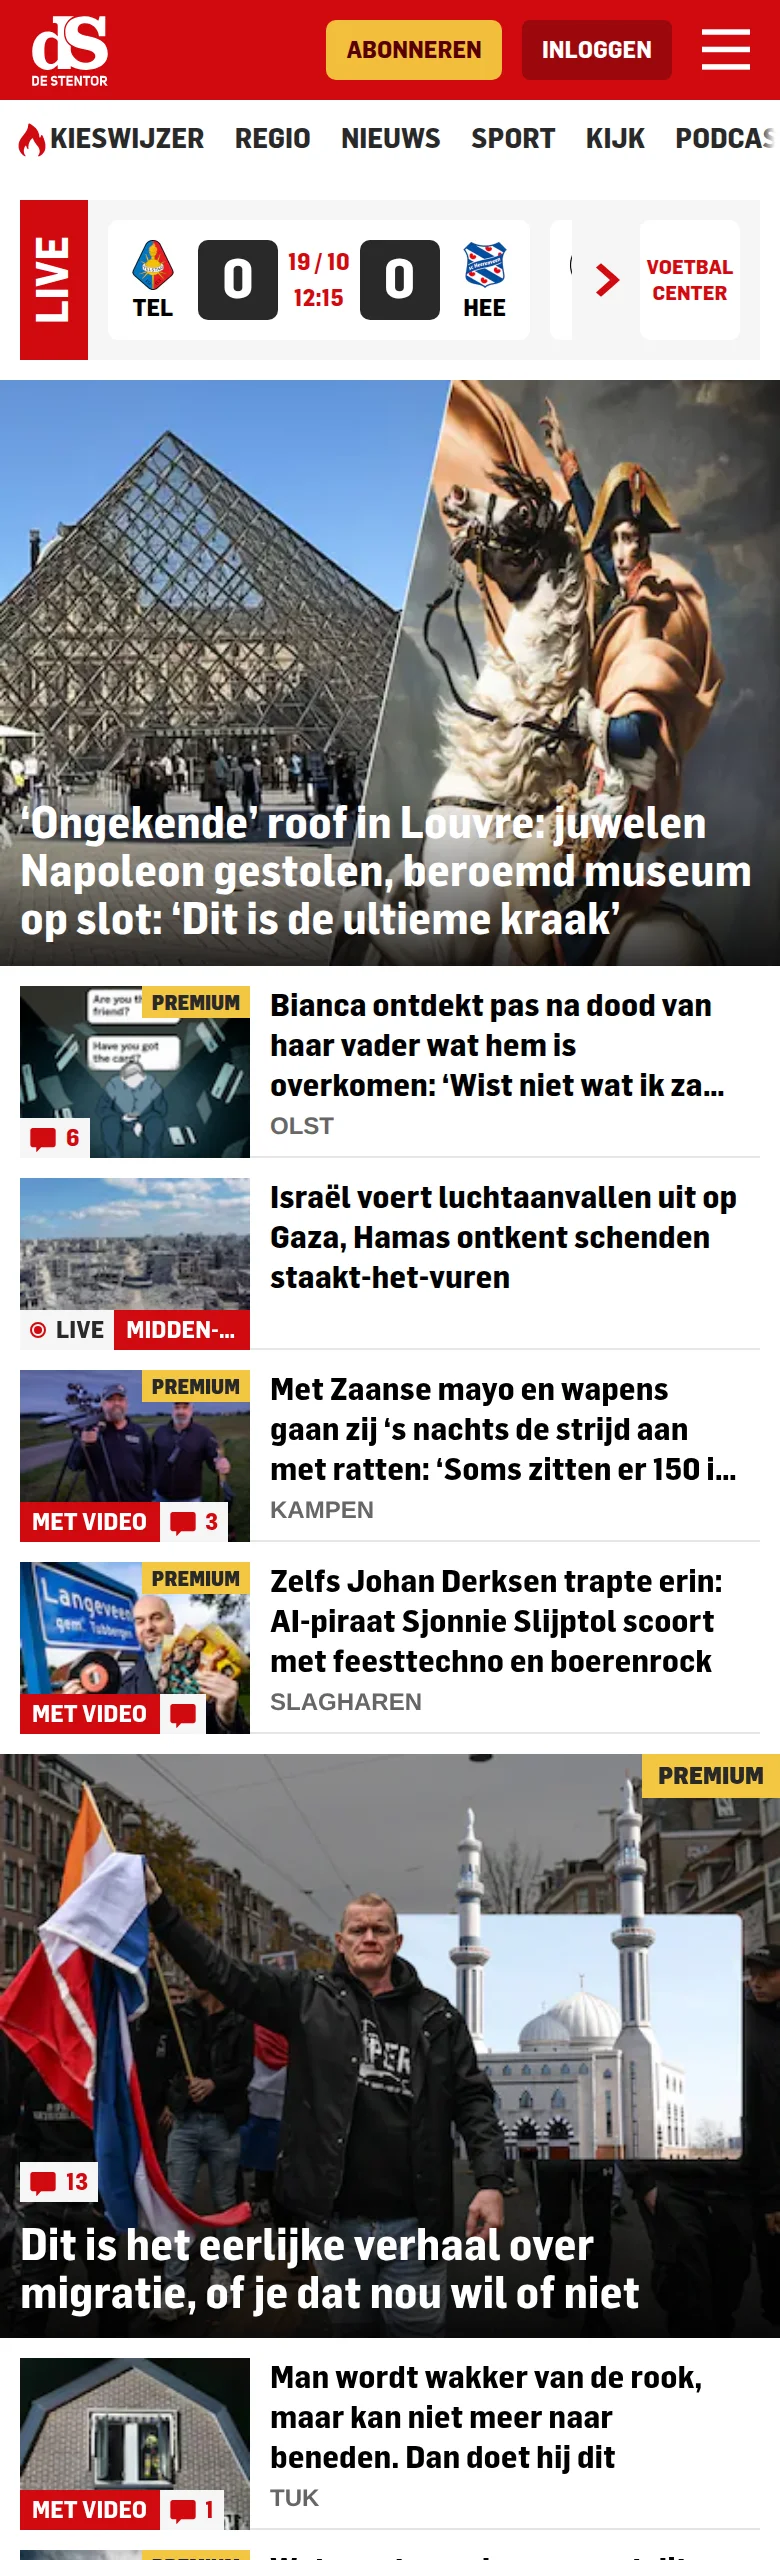 dS
DE STENTOR
ABONNEREN
INLOGGEN
KIESWIJZER REGIO NIEUWS SPORT KIJK PODCAS
LIVE
TEL
0
19 / 10
12:15
0
HEE
VOETBAL
CENTER
‘Ongekende’ roof in Louvre: juwelen
Napoleon gestolen, beroemd museum
op slot: ‘Dit is de ultieme kraak’
Are you th
friend?
Have you got
the card?
PREMIUM
6
Bianca ontdekt pas na dood van
haar vader wat hem is
overkomen: ‘Wist niet wat ik za...
OLST
LIVE
MIDDEN-...
Israël voert luchtaanvallen uit op
Gaza, Hamas ontkent schenden
staakt-het-vuren
PREMIUM
MET VIDEO
3
Met Zaanse mayo en wapens
gaan zij ‘s nachts de strijd aan
met ratten: ‘Soms zitten er 150 i...
KAMPEN
PREMIUM
Langeveen
gem. Tubbergen
MET VIDEO
Zelfs Johan Derksen trapte erin:
AI-piraat Sjonnie Slijptol scoort
met feesttechno en boerenrock
SLAGHAREN
PREMIUM
13
Dit is het eerlijke verhaal over
migratie, of je dat nou wil of niet
MET VIDEO
1
Man wordt wakker van de rook,
maar kan niet meer naar
beneden. Dan doet hij dit
TUK